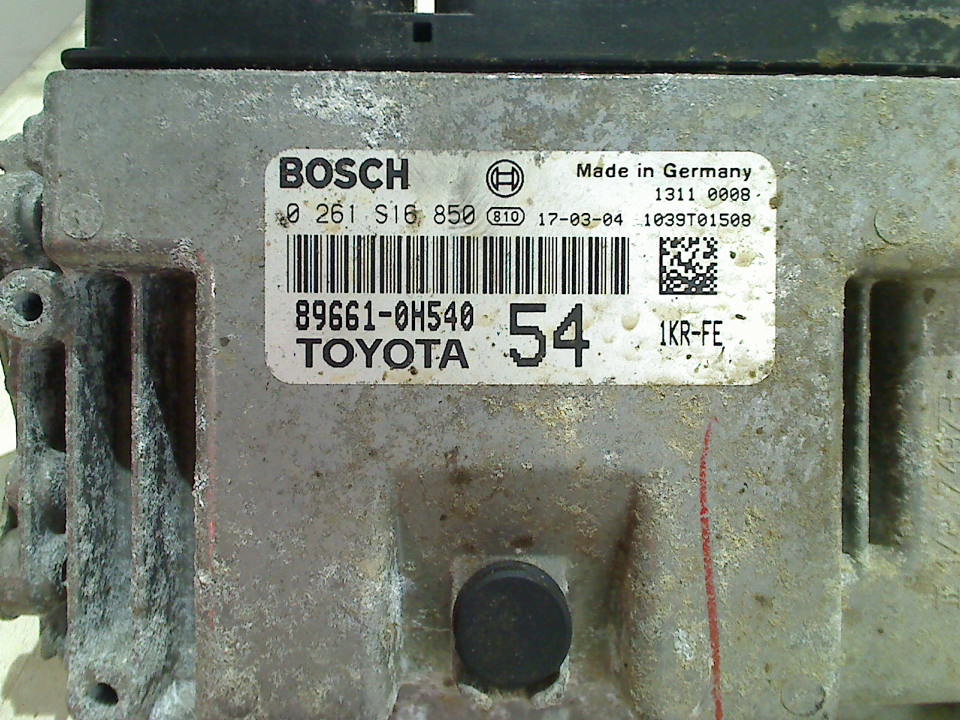 BOSCH
Made in Germany
1311 0008
0 261 S16 850 810 17-03-04 1039T01508
89661-0H540 54 1KR-FE
TOYOTA